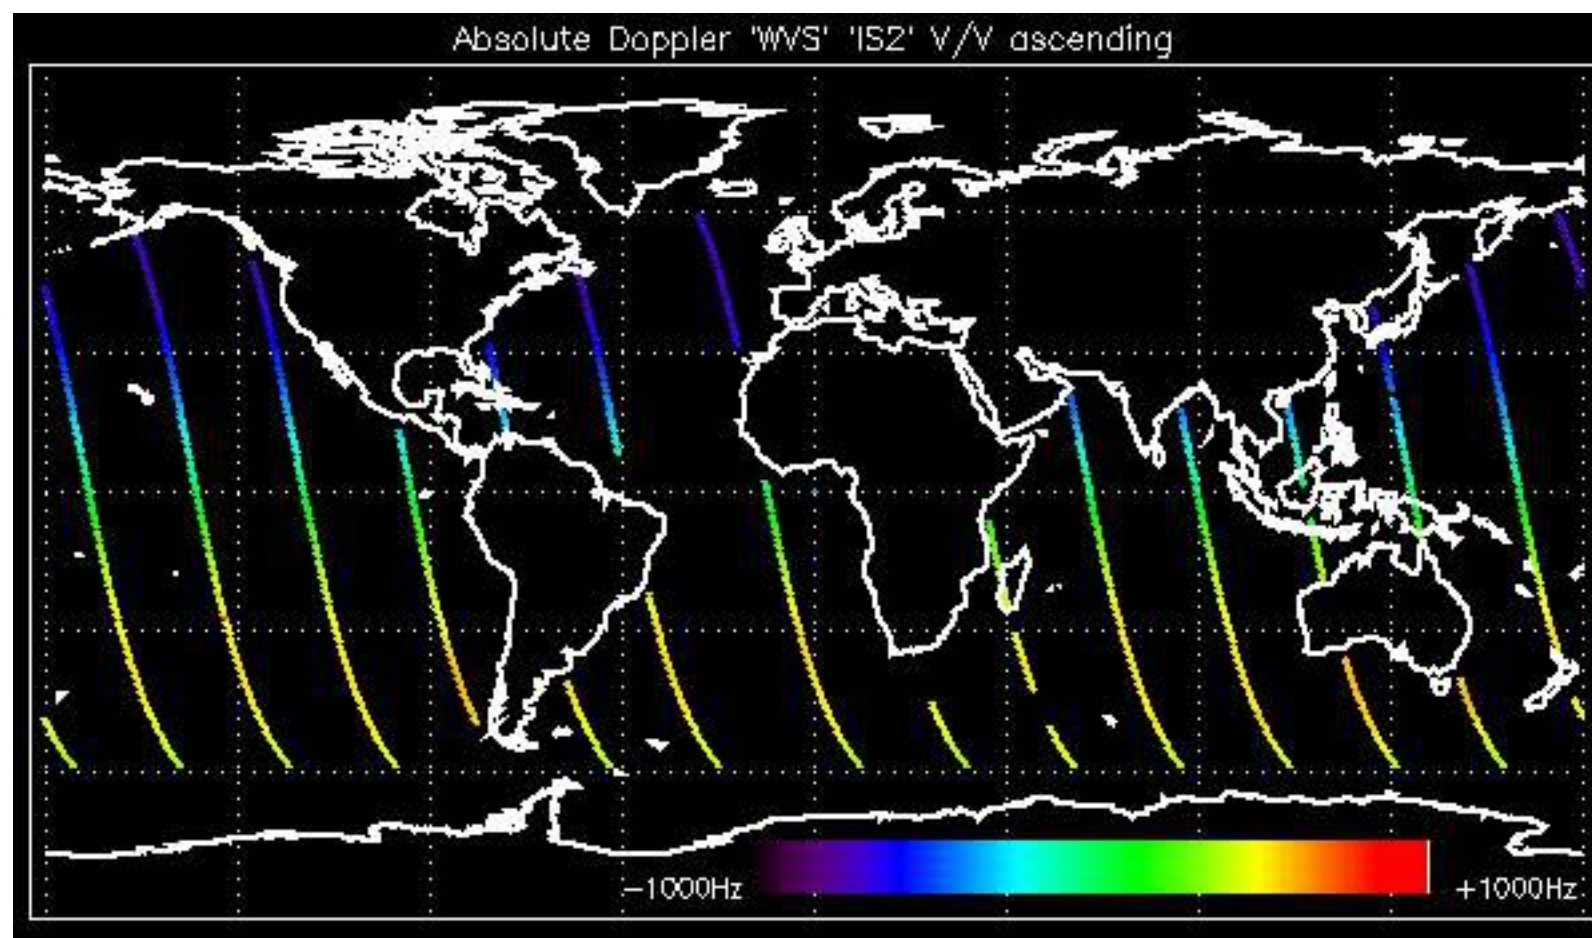 Absolute Doppler 'WVS' 'IS2' V/V ascending
-1000Hz +1000Hz